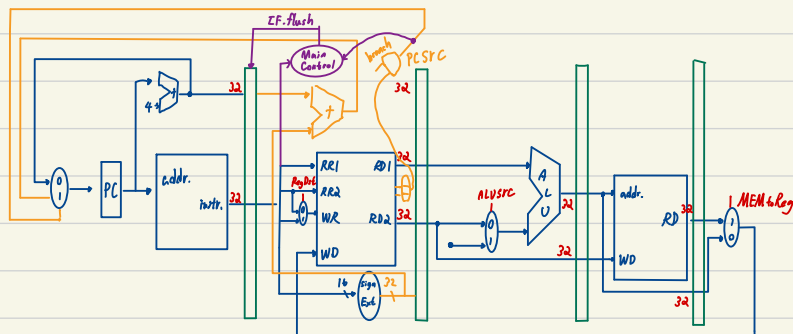 IF.flush
Main
Control
branch
PCSrc
32
32
+
4
+
0
1
PC
addr.
instr.
32
RR1
RD1
32
RegDst
RR2
0
1
WR
RD2
32
WD
16
Sign
Ext
32
ALUSrc
0
1
A
L
U
32
32
addr.
RD
32
WD
32
MEMtoReg
1
0